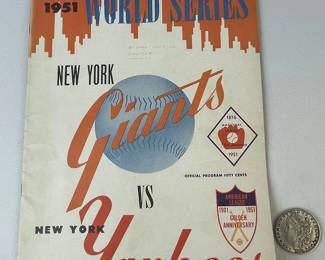 1951 WORLD SERIES
NEW YORK
Giants
1876
1951
OFFICIAL PROGRAM FIFTY CENTS
VS
AMERICAN
LEAGUE
1901 1951
GOLDEN
ANNIVERSARY
NEW YORK
Yankees